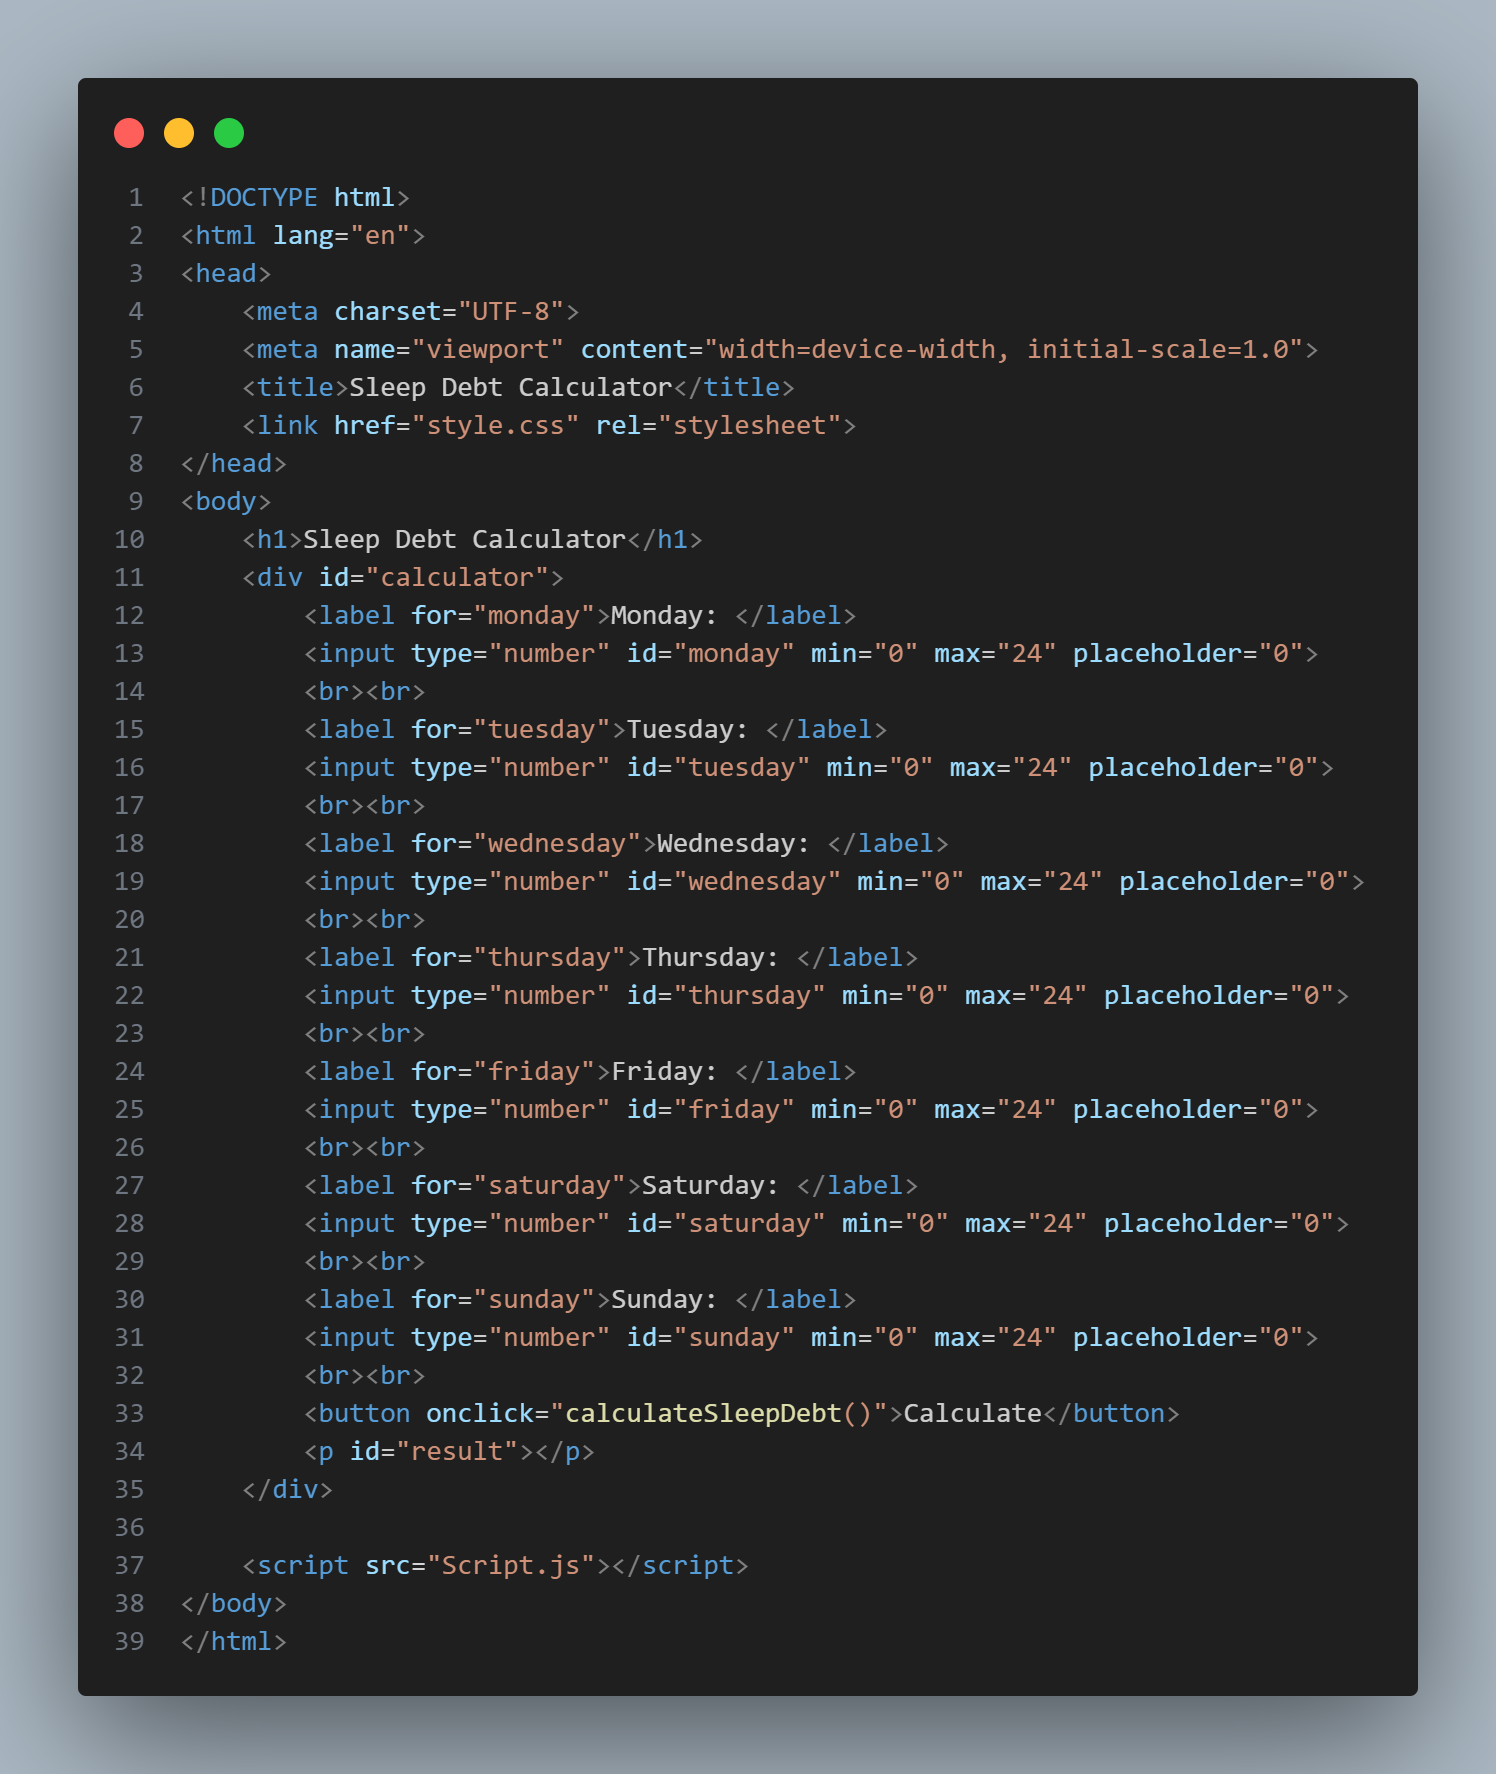 1 <!DOCTYPE html>
2 <html lang="en">
3 <head>
4     <meta charset="UTF-8">
5     <meta name="viewport" content="width=device-width, initial-scale=1.0">
6     <title>Sleep Debt Calculator</title>
7     <link href="style.css" rel="stylesheet">
8 </head>
9 <body>
10     <h1>Sleep Debt Calculator</h1>
11     <div id="calculator">
12         <label for="monday">Monday: </label>
13         <input type="number" id="monday" min="0" max="24" placeholder="0">
14         <br><br>
15         <label for="tuesday">Tuesday: </label>
16         <input type="number" id="tuesday" min="0" max="24" placeholder="0">
17         <br><br>
18         <label for="wednesday">Wednesday: </label>
19         <input type="number" id="wednesday" min="0" max="24" placeholder="0">
20         <br><br>
21         <label for="thursday">Thursday: </label>
22         <input type="number" id="thursday" min="0" max="24" placeholder="0">
23         <br><br>
24         <label for="friday">Friday: </label>
25         <input type="number" id="friday" min="0" max="24" placeholder="0">
26         <br><br>
27         <label for="saturday">Saturday: </label>
28         <input type="number" id="saturday" min="0" max="24" placeholder="0">
29         <br><br>
30         <label for="sunday">Sunday: </label>
31         <input type="number" id="sunday" min="0" max="24" placeholder="0">
32         <br><br>
33         <button onclick="calculateSleepDebt()">Calculate</button>
34         <p id="result"></p>
35     </div>
36
37     <script src="Script.js"></script>
38 </body>
39 </html>